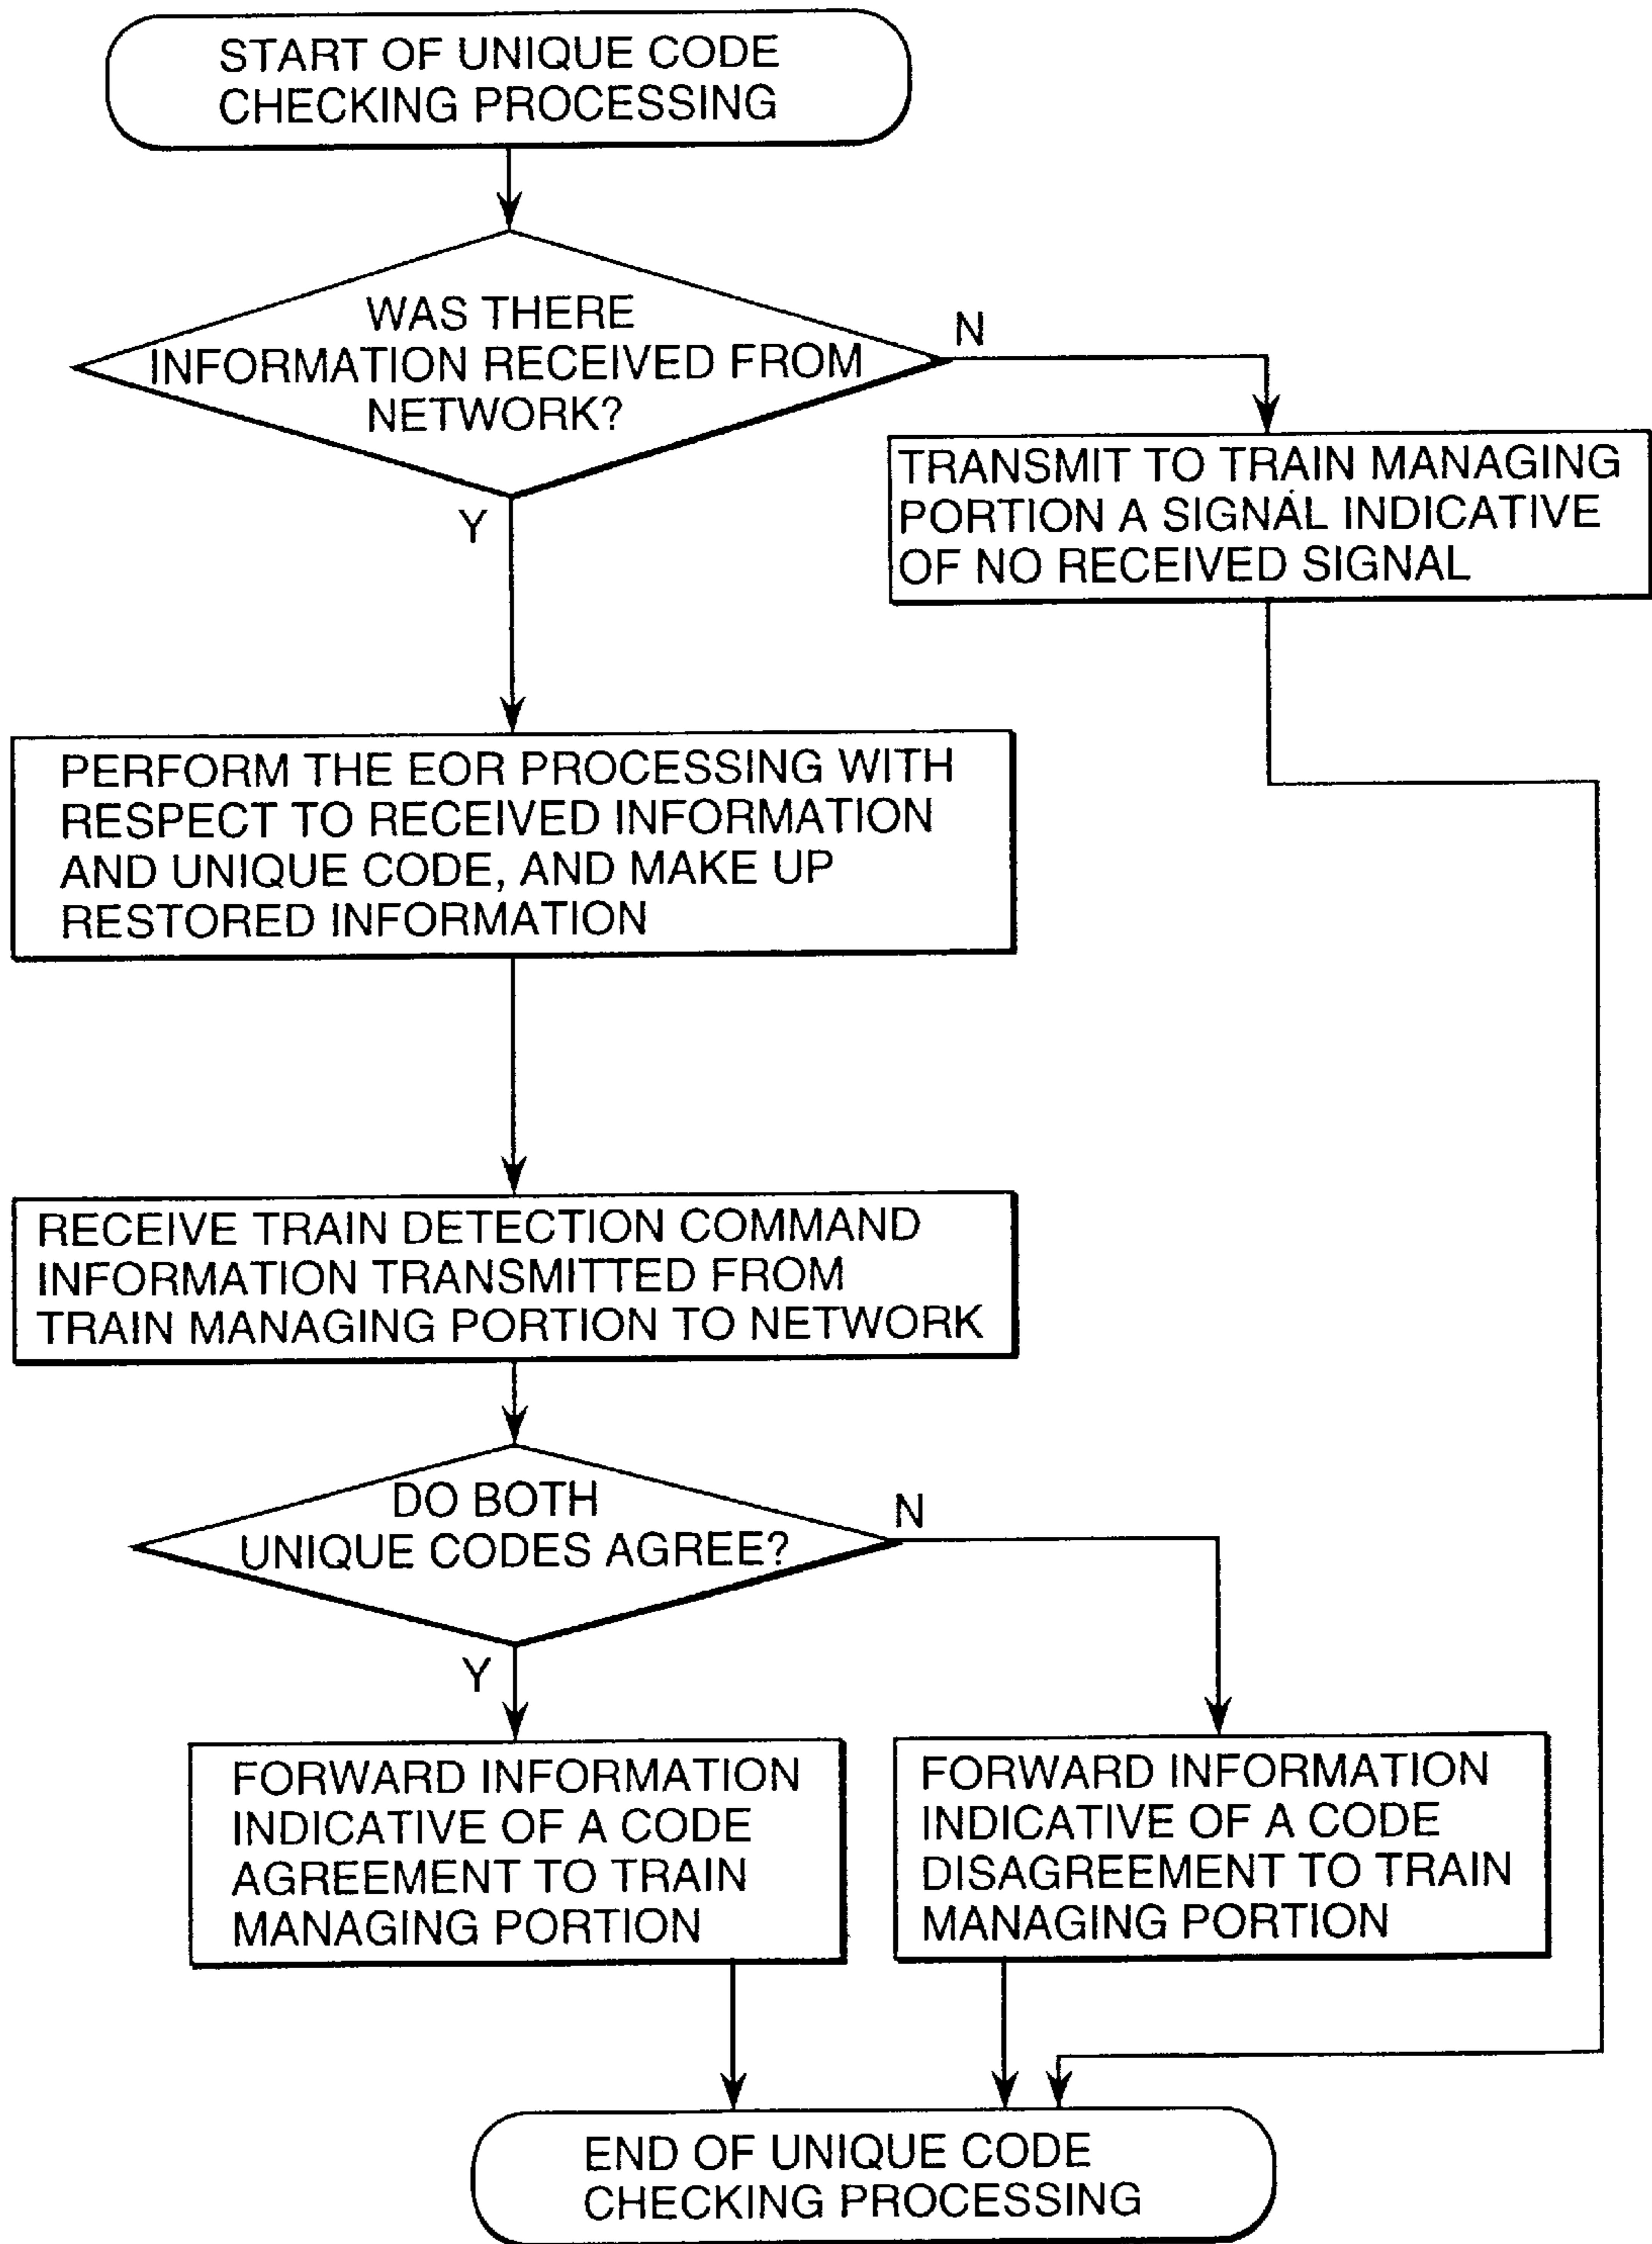 START OF UNIQUE CODE
CHECKING PROCESSING
WAS THERE
INFORMATION RECEIVED FROM
NETWORK?
N
Y
TRANSMIT TO TRAIN MANAGING
PORTION A SIGNAL INDICATIVE
OF NO RECEIVED SIGNAL
PERFORM THE EOR PROCESSING WITH
RESPECT TO RECEIVED INFORMATION
AND UNIQUE CODE, AND MAKE UP
RESTORED INFORMATION
RECEIVE TRAIN DETECTION COMMAND
INFORMATION TRANSMITTED FROM
TRAIN MANAGING PORTION TO NETWORK
DO BOTH
UNIQUE CODES AGREE?
N
Y
FORWARD INFORMATION
INDICATIVE OF A CODE
AGREEMENT TO TRAIN
MANAGING PORTION
FORWARD INFORMATION
INDICATIVE OF A CODE
DISAGREEMENT TO TRAIN
MANAGING PORTION
END OF UNIQUE CODE
CHECKING PROCESSING